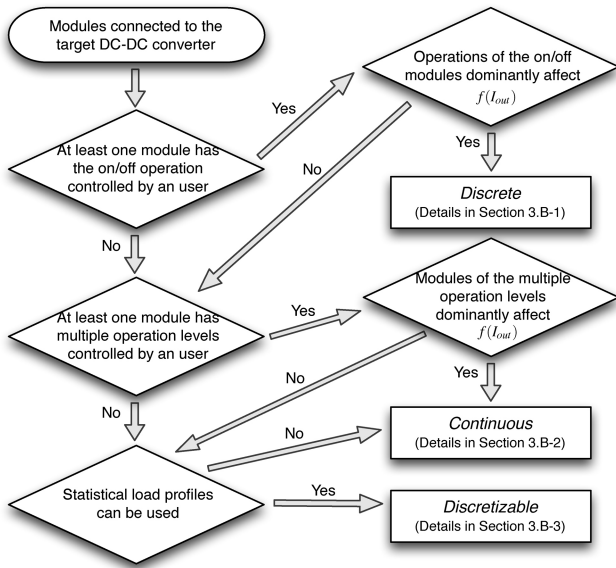 Modules connected to the
target DC-DC converter
Operations of the on/off
modules dominantly affect
f(I_out)
Yes
At least one module has
the on/off operation
controlled by an user
No
Yes
Discrete
(Details in Section 3.B-1)
No
At least one module has
multiple operation levels
controlled by an user
Yes
Modules of the multiple
operation levels
dominantly affect
f(I_out)
No
Yes
No
Continuous
(Details in Section 3.B-2)
No
Statistical load profiles
can be used
Yes
Discretizable
(Details in Section 3.B-3)